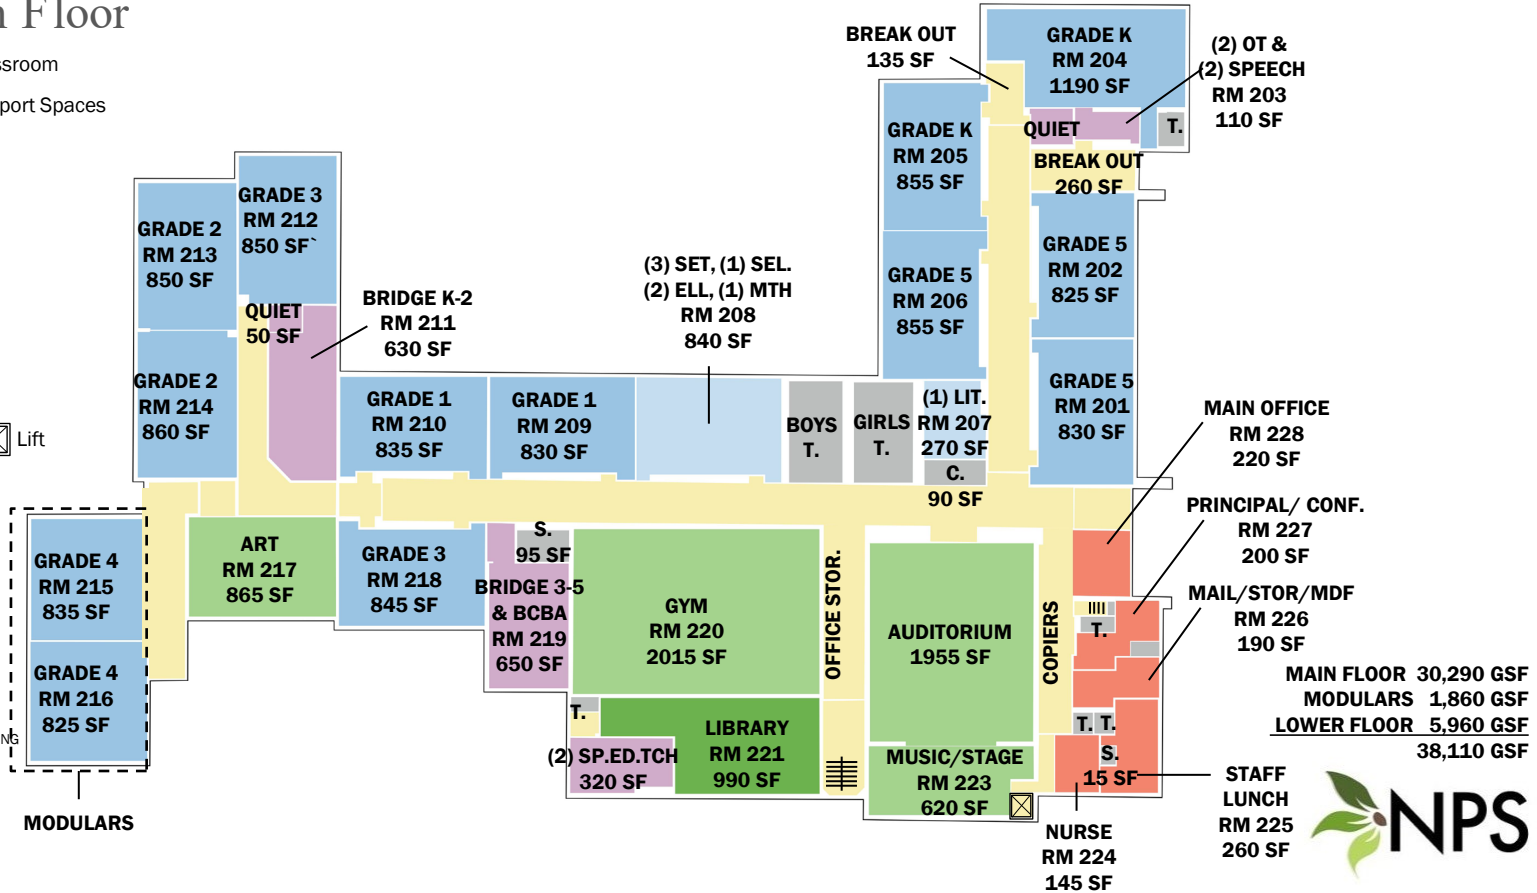 Floor
ssroom
port Spaces
Lift
NG
BREAK OUT
135 SF
GRADE K
RM 204
1190 SF
(2) OT &
(2) SPEECH
RM 203
110 SF
GRADE K
RM 205
855 SF
QUIET
T.
BREAK OUT
260 SF
GRADE 3
RM 212
850 SF`
GRADE 2
RM 213
850 SF
GRADE 5
RM 202
825 SF
(3) SET, (1) SEL.
(2) ELL, (1) MTH
RM 208
840 SF
GRADE 5
RM 206
855 SF
BRIDGE K-2
RM 211
630 SF
QUIET
50 SF
GRADE 2
RM 214
860 SF
GRADE 1
RM 210
835 SF
GRADE 1
RM 209
830 SF
BOYS
T.
GIRLS
T.
(1) LIT.
RM 207
270 SF
C.
90 SF
GRADE 5
RM 201
830 SF
MAIN OFFICE
RM 228
220 SF
PRINCIPAL/ CONF.
RM 227
200 SF
MAIL/STOR/MDF
RM 226
190 SF
GRADE 4
RM 215
835 SF
ART
RM 217
865 SF
GRADE 3
RM 218
845 SF
S.
95 SF
BRIDGE 3-5
& BCBA
RM 219
650 SF
GYM
RM 220
2015 SF
OFFICE STOR.
AUDITORIUM
1955 SF
COPIERS
T.
GRADE 4
RM 216
825 SF
MAIN FLOOR 30,290 GSF
MODULARS 1,860 GSF
LOWER FLOOR 5,960 GSF
38,110 GSF
T.
LIBRARY
RM 221
990 SF
(2) SP.ED.TCH
320 SF
MUSIC/STAGE
RM 223
620 SF
T. T.
S.
15 SF
STAFF
LUNCH
RM 225
260 SF
NURSE
RM 224
145 SF
MODULARS
NPS